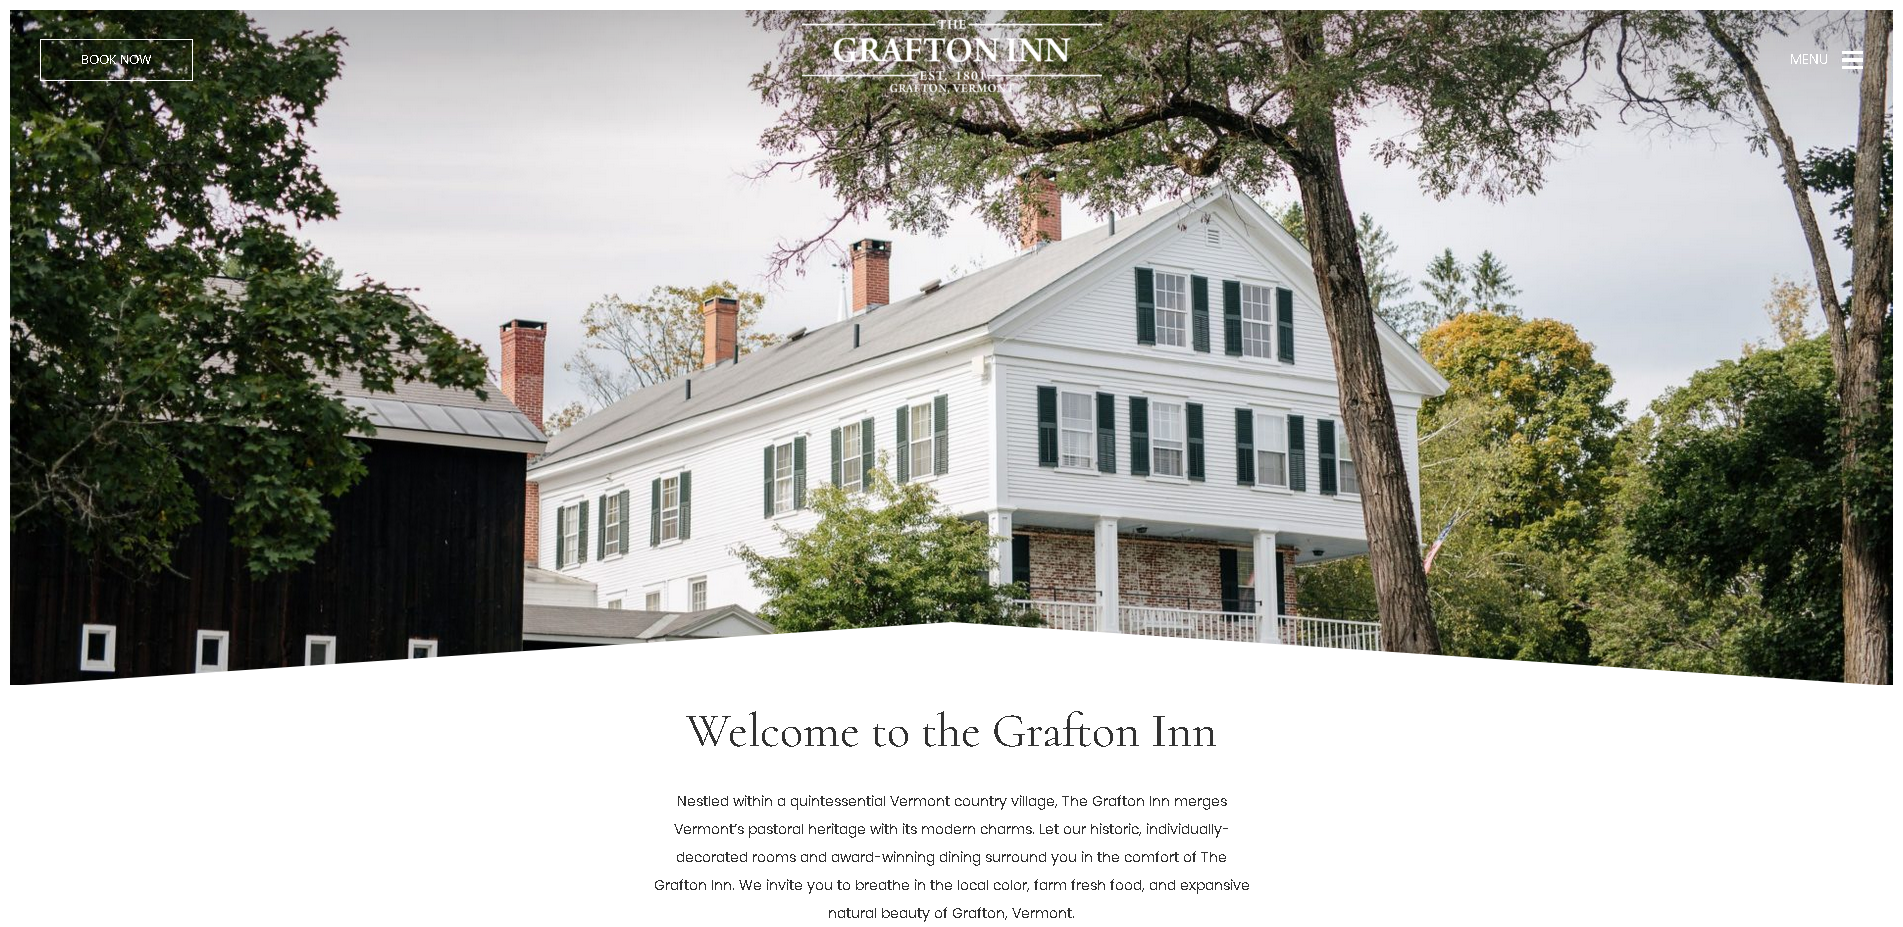 BOOK NOW
THE
GRAFTON INN
EST. 1801
GRAFTON, VERMONT
MENU
Welcome to the Grafton Inn
Nestled within a quintessential Vermont country village, The Grafton Inn merges
Vermont’s pastoral heritage with its modern charms. Let our historic, individually-
decorated rooms and award-winning dining surround you in the comfort of The
Grafton Inn. We invite you to breathe in the local color, farm fresh food, and expansive
natural beauty of Grafton, Vermont.